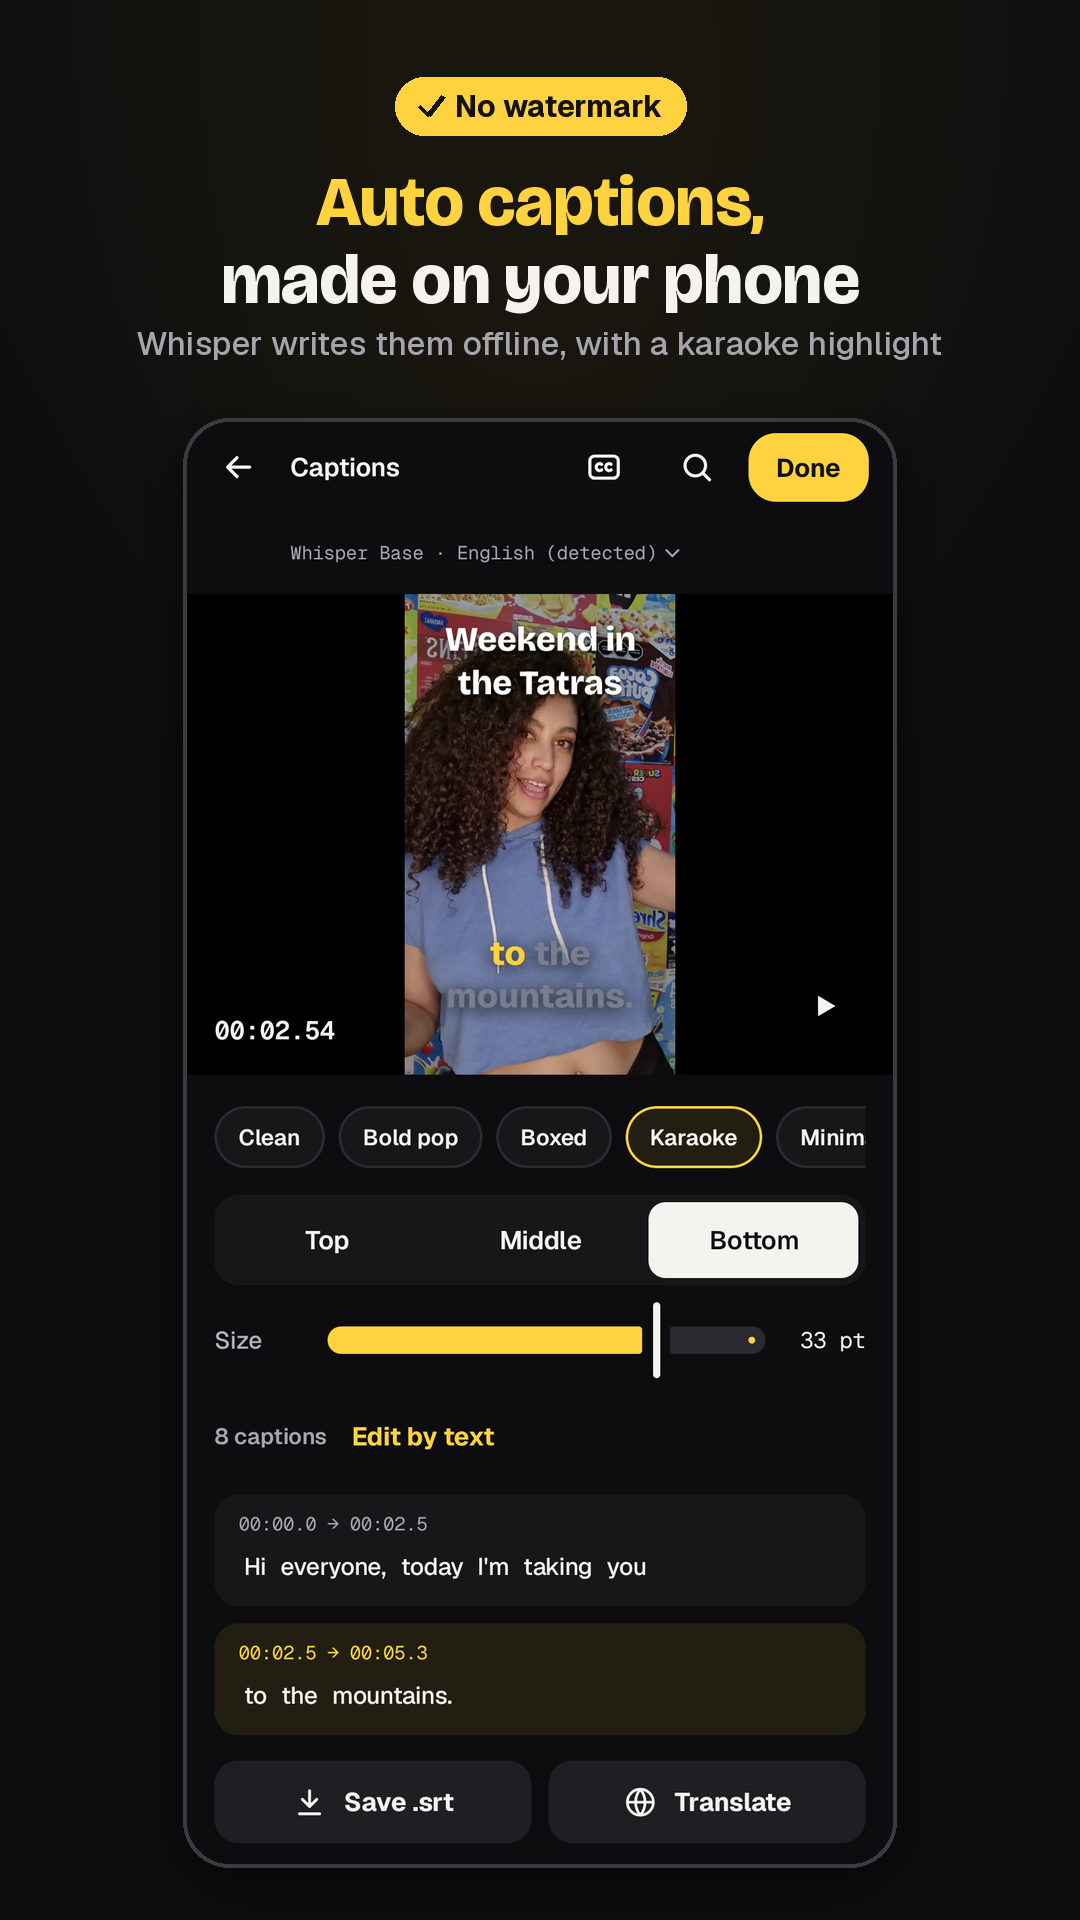 No watermark
Auto captions,
made on your phone
Whisper writes them offline, with a karaoke highlight
Captions
CC
Done
Whisper Base · English (detected)
Weekend in
the Tatras
to the
mountains.
00:02.54
Clean
Bold pop
Boxed
Karaoke
Minim
Top
Middle
Bottom
Size
33 pt
8 captions
Edit by text
00:00.0 → 00:02.5
Hi everyone, today I'm taking you
00:02.5 → 00:05.3
to the mountains.
Save .srt
Translate